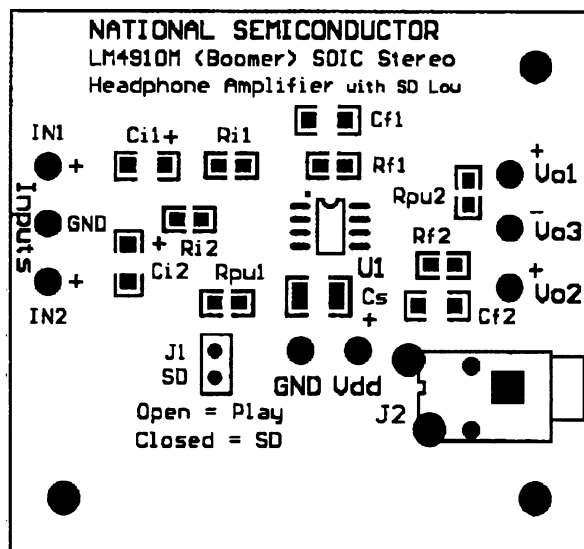 NATIONAL SEMICONDUCTOR
LM4910M (Boomer) SOIC Stereo
Headphone Amplifier with SD Low
Cf1
IN1
Ci1+
Ri1
Rf1
+
+
Vo1
Rpu2
Inputs
GND
Ri2
+
Ci2
-
Vo3
Rf2
U1
+
IN2
Rpu1
Cs
+
+
Vo2
Cf2
J1
SD
GND Vdd
J2
Open = Play
Closed = SD